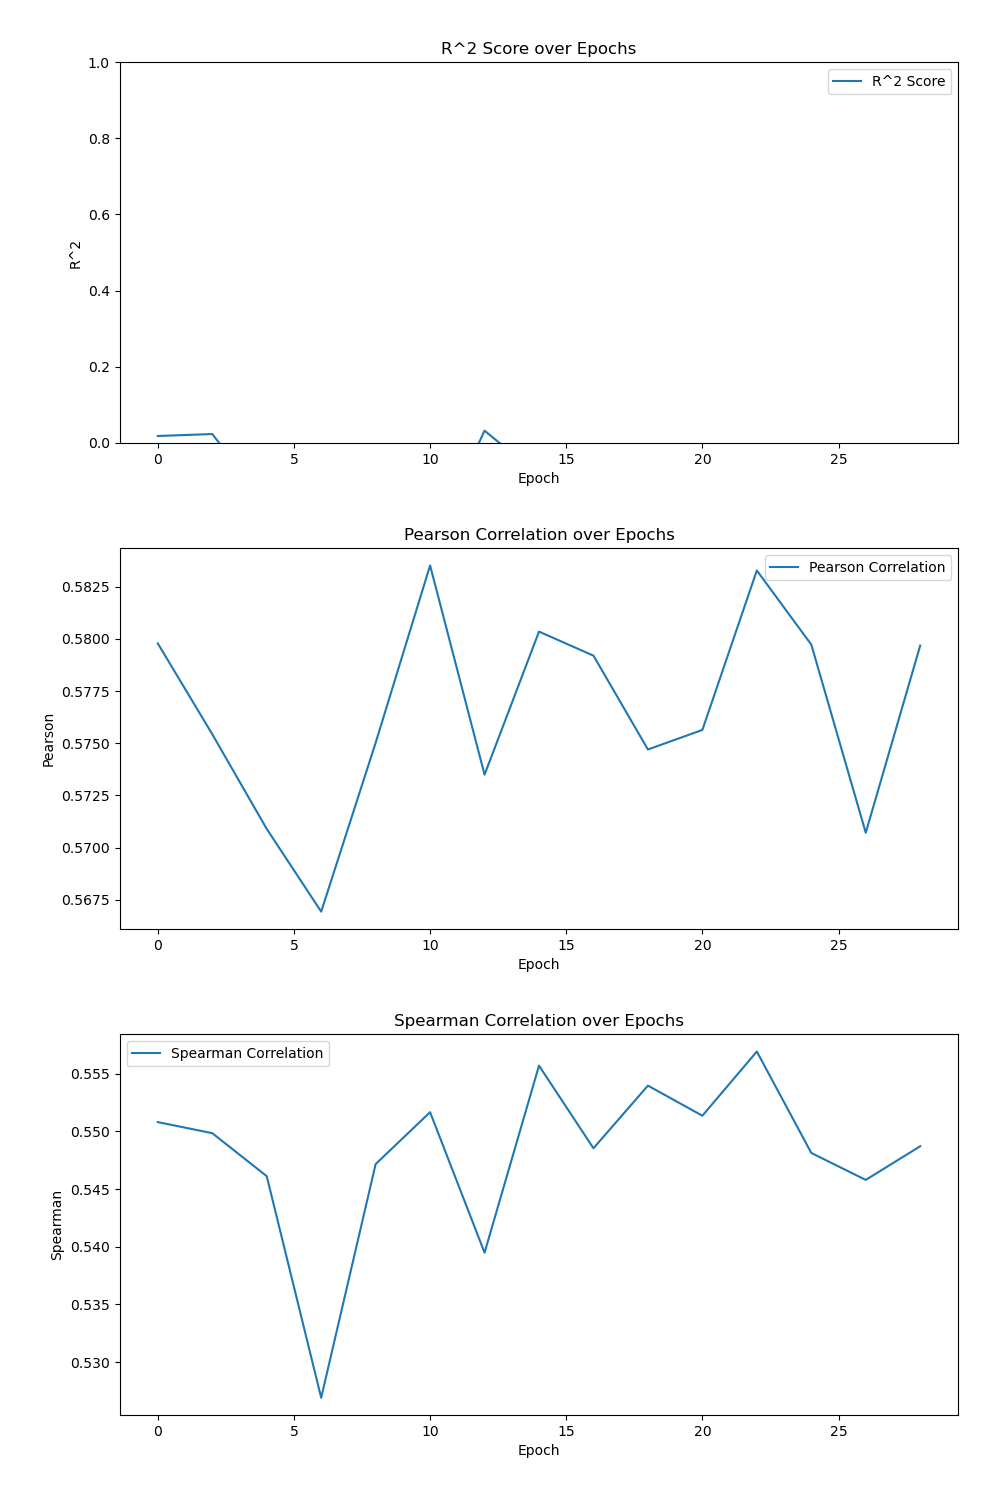 R^2 Score over Epochs
R^2 Score
1.0
0.8
0.6
0.4
0.2
0.0
R^2
0 5 10 15 20 25
Epoch
Pearson Correlation over Epochs
Pearson Correlation
0.5825
0.5800
0.5775
0.5750
0.5725
0.5700
0.5675
Pearson
0 5 10 15 20 25
Epoch
Spearman Correlation over Epochs
Spearman Correlation
0.555
0.550
0.545
0.540
0.535
0.530
Spearman
0 5 10 15 20 25
Epoch